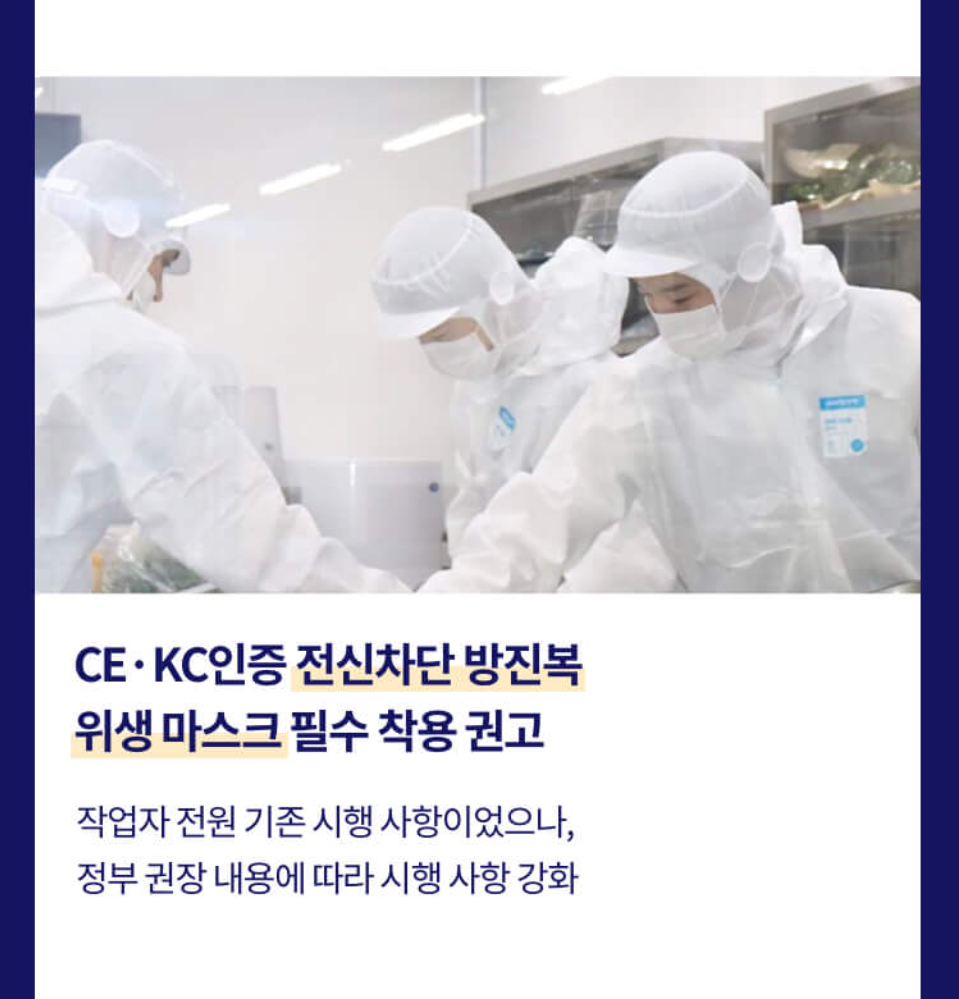 CE·KC인증 전신차단 방진복
위생 마스크 필수 착용 권고
작업자 전원 기존 시행 사항이었으나,
정부 권장 내용에 따라 시행 사항 강화